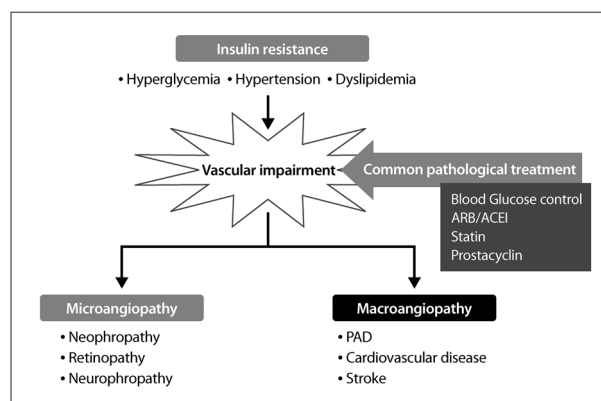 Insulin resistance
• Hyperglycemia • Hypertension • Dyslipidemia
Vascular impairment
Common pathological treatment
Blood Glucose control
ARB/ACEI
Statin
Prostacyclin
Microangiopathy
• Neophropathy
• Retinopathy
• Neurophropathy
Macroangiopathy
• PAD
• Cardiovascular disease
• Stroke